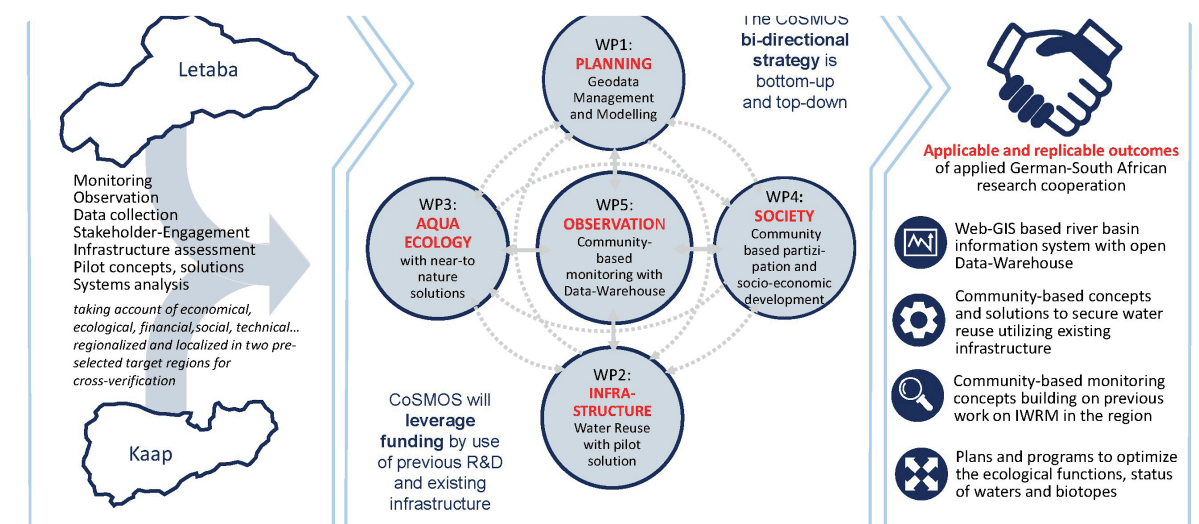 Letaba
Monitoring
Observation
Data collection
Stakeholder-Engagement
Infrastructure assessment
Pilot concepts, solutions
Systems analysis
taking account of economical,
ecological, financial,social, technical...
regionalized and localized in two pre-
selected target regions for
cross-verification
Kaap
WP1:
PLANNING
Geodata
Management
and Modelling
The CoSMOS
bi-directional
strategy is
bottom-up
and top-down
WP3:
AQUA
ECOLOGY
with near-to
nature
solutions
WP5:
OBSERVATION
Community-
based
monitoring with
Data-Warehouse
WP4:
SOCIETY
Community
based partizi-
pation and
socio-economic
development
WP2:
INFRA-
STRUCTURE
Water Reuse
with pilot
solution
CoSMOS will
leverage
funding by use
of previous R&D
and existing
infrastructure
Applicable and replicable outcomes
of applied German-South African
research cooperation
Web-GIS based river basin
information system with open
Data-Warehouse
Community-based concepts
and solutions to secure water
reuse utilizing existing
infrastructure
Community-based monitoring
concepts building on previous
work on IWRM in the region
Plans and programs to optimize
the ecological functions, status
of waters and biotopes